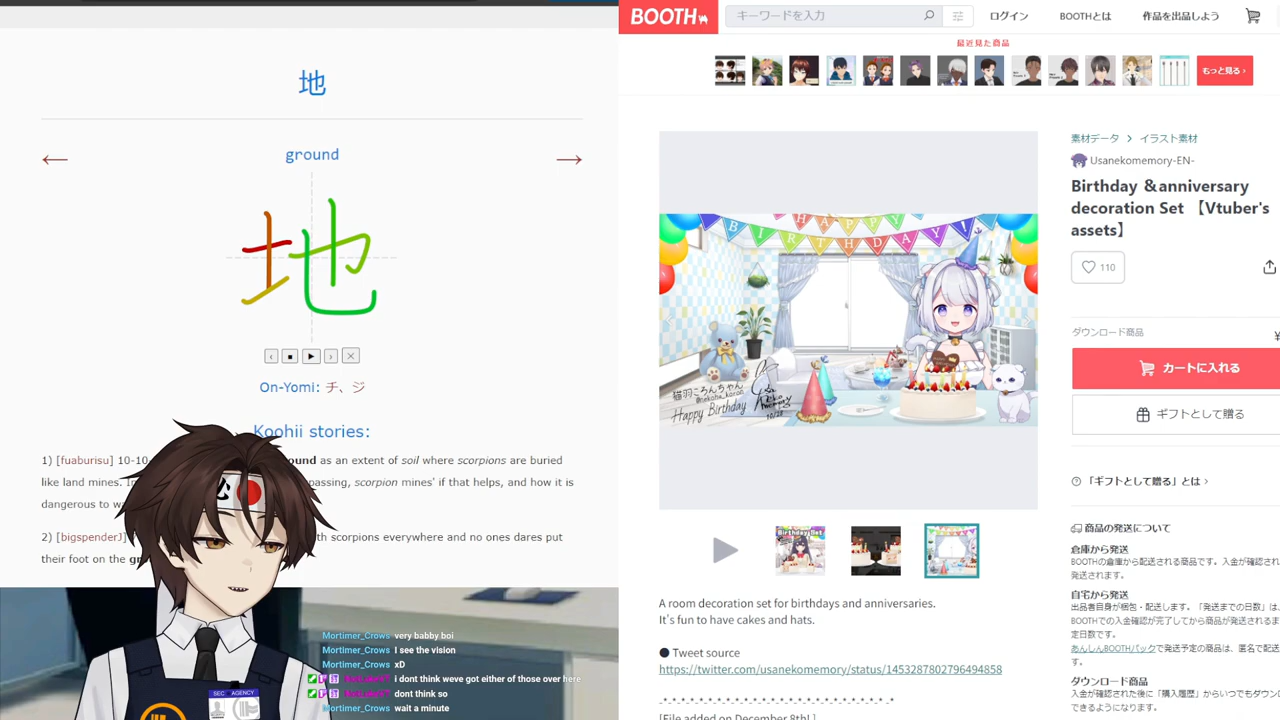 地
ground
On-Yomi: チ、ジ
Koohii stories:
1) [fuaburisu] 10-10-
ound as an extent of soil where scorpions are buried
like land mines.
passing, scorpion mines' if that helps, and how it is
dangerous to
2) [bigspenderJ]
th scorpions everywhere and no ones dares put
their foot on the
Mortimer_Crows very babby boi
Mortimer_Crows I see the vision
Mortimer_Crows xD
i dont think weve got either of those over here
dont think so
Mortimer_Crows wait a minute
SEC AGENCY
BOOTH
キーワードを入力
ログイン
BOOTHとは
作品を出品しよう
最近見た商品
もっと見る ›
HAPPY
BIRTHDAY!
猫羽ころんちゃん
@nekoha_koron
Happy Birthday
10/28
Birthday Set
素材データ › イラスト素材
Usanekomemory-EN-
Birthday &anniversary
decoration Set 【Vtuber's
assets】
110
ダウンロード商品
¥
カートに入れる
ギフトとして贈る
「ギフトとして贈る」とは ›
商品の発送について
倉庫から発送
BOOTHの倉庫から配送される商品です。入金が確認され
発送されます。
自宅から発送
出品者自身が梱包・配送します。「発送までの日数」は、
BOOTHでの入金確認が完了してから商品が発送されるま
定日数です。
あんしんBOOTHパックで発送予定の商品は、匿名で配送
す。
ダウンロード商品
入金が確認された後に「購入履歴」からいつでもダウン
できるようになります。
A room decoration set for birthdays and anniversaries.
It's fun to have cakes and hats.
● Tweet source
https://twitter.com/usanekomemory/status/1453287802796494858
[File added on December 8th! ]